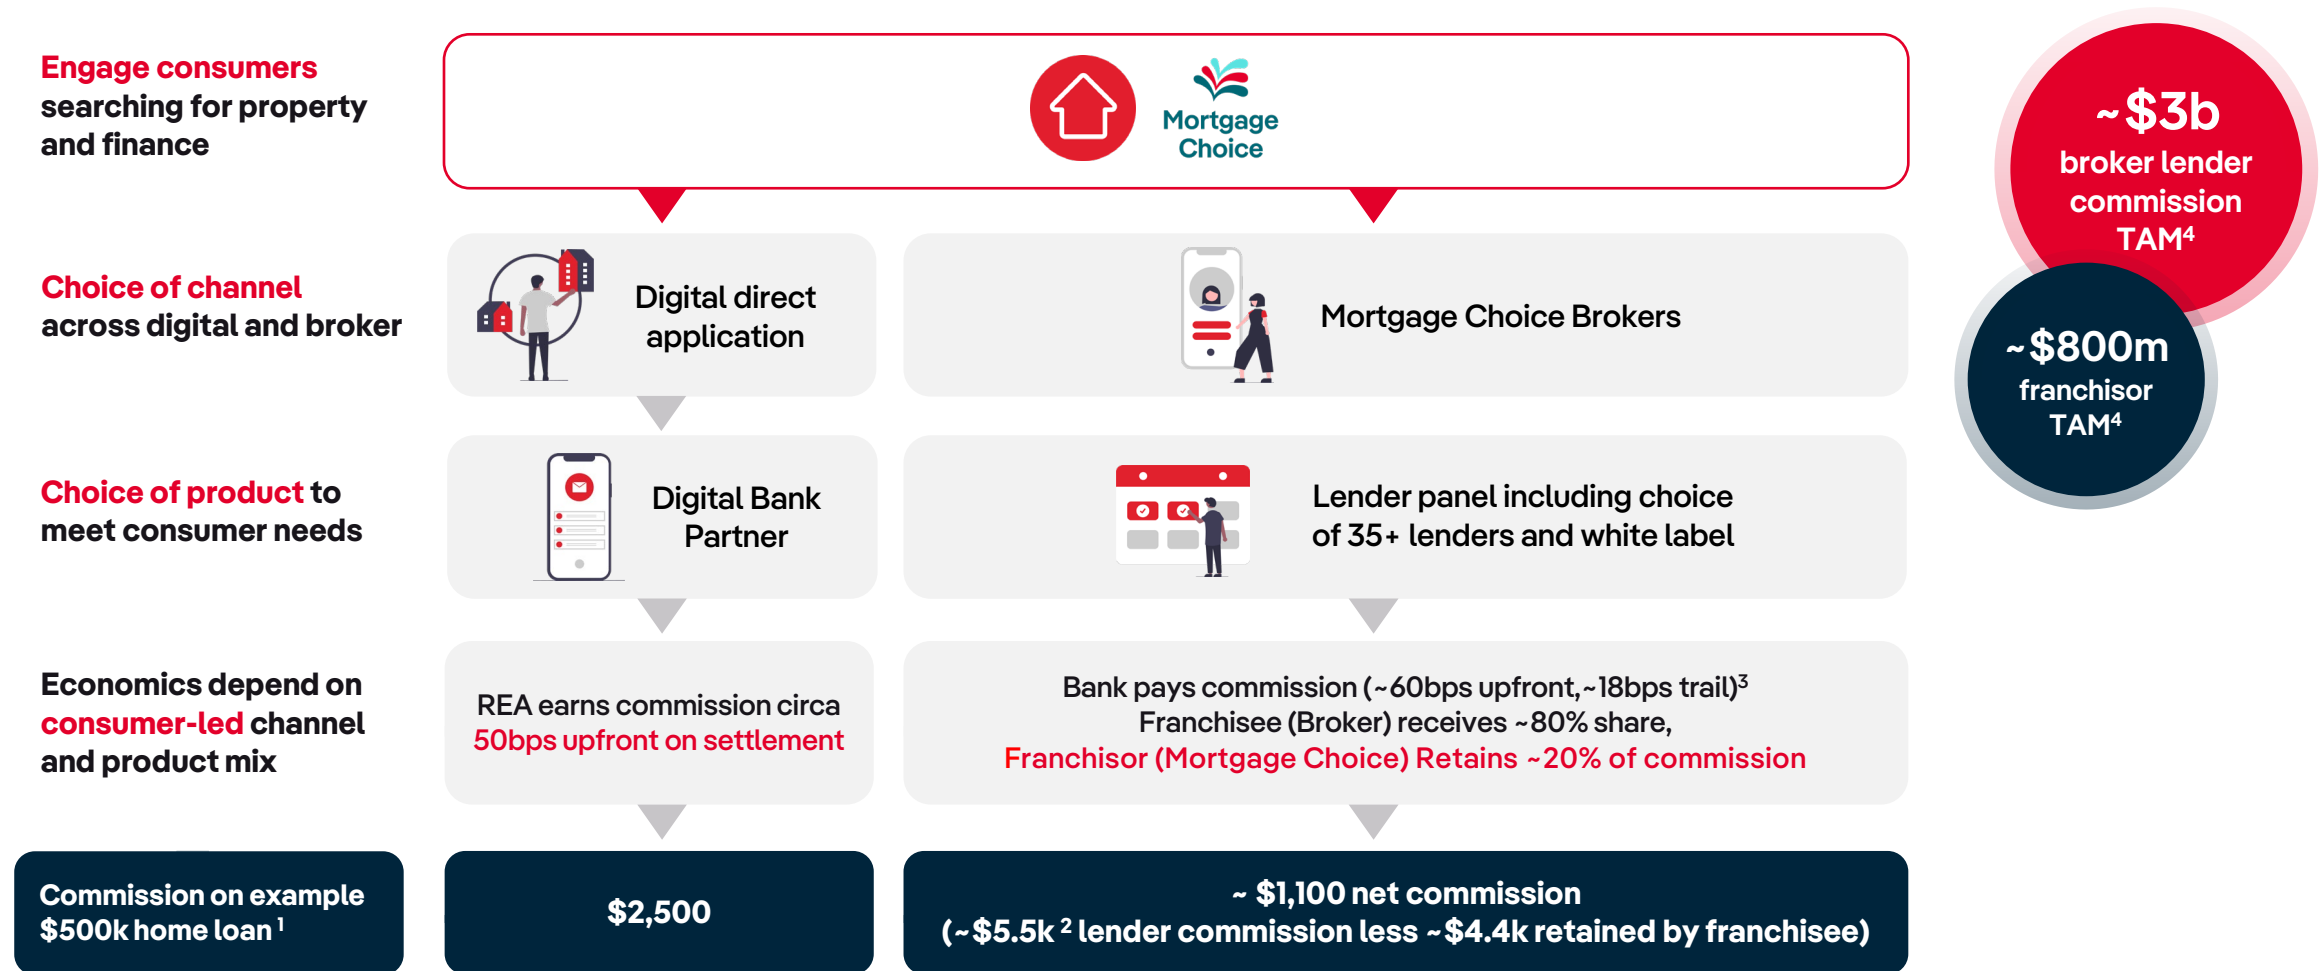 Engage consumers
searching for property
and finance
Mortgage
Choice
~$3b
broker lender
commission
TAM⁴
~$800m
franchisor
TAM⁴
Choice of channel
across digital and broker
Digital direct
application
Mortgage Choice Brokers
Choice of product to
meet consumer needs
Digital Bank
Partner
Lender panel including choice
of 35+ lenders and white label
Economics depend on
consumer-led channel
and product mix
REA earns commission circa
50bps upfront on settlement
Bank pays commission (~60bps upfront,~18bps trail)³
Franchisee (Broker) receives ~80% share,
Franchisor (Mortgage Choice) Retains ~20% of commission
Commission on example
$500k home loan ¹
$2,500
~ $1,100 net commission
(~$5.5k ² lender commission less ~$4.4k retained by franchisee)